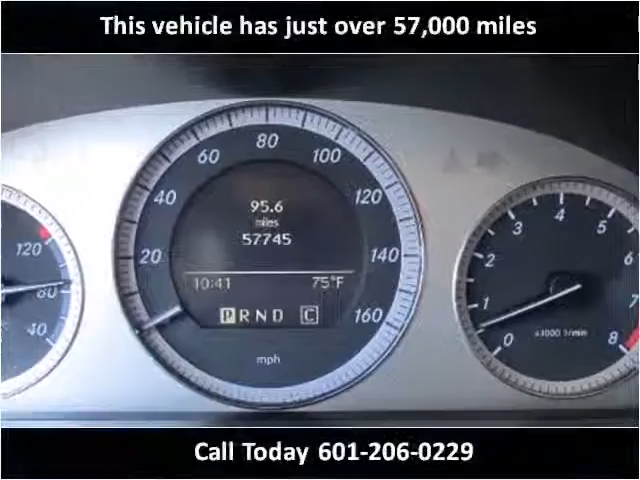 This vehicle has just over 57,000 miles
80
60 100
40 120
95.6
miles
57745
20 140
10:41 75°F
P R N D C
160
mph
120
80
40
0 1 2 3 4 5 6
8
x1000 1/min
Call Today 601-206-0229